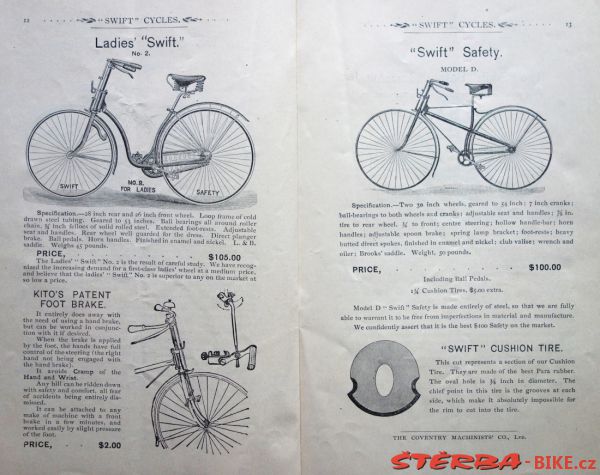 12
"SWIFT" CYCLES.
Ladies' "Swift."
No. 2.
SWIFT
No. 2.
FOR LADIES
SAFETY
Specification.—28 inch rear and 26 inch front wheel. Loop frame of cold
drawn steel tubing. Geared to 53 inches. Ball bearings all around roller
chain, ¾ inch felloes of solid rolled steel. Extended foot-rests. Adjustable
seat and handles. Rear wheel well guarded for the dress. Direct plunger
brake. Ball pedals. Horn handles. Finished in enamel and nickel. L. & B.
saddle. Weighs 45 pounds.
PRICE, $105.00
The Ladies' "Swift" No. 2 is the result of careful study. We have recog-
nized the increasing demand for a first-class ladies' wheel at a medium price,
and believe that the ladies' "Swift" No. 2 is superior to any on the market at
so low a price.
KITO'S PATENT
FOOT BRAKE.
It entirely does away with
the need of using a hand brake,
but can be worked in conjunc-
tion with it if desired.
When the brake is applied
by the foot, the hands have full
control of the steering (the right
hand not being engaged with
the hand brake).
It avoids Cramp of the
Hand and Wrist.
Any hill can be ridden down
with safety and comfort, all fear
of accidents being entirely dis-
missed.
It can be attached to any
make of machine with a front
brake in a few minutes, and
worked easily by slight pressure
of the foot.
PRICE, $2.00
"SWIFT" CYCLES.
13
"Swift" Safety.
MODEL D.
Specification.—Two 30 inch wheels, geared to 54 inch; 7 inch cranks;
ball-bearings to both wheels and cranks; adjustable seat and handles; ⅞ in.
tire to rear wheel, ¾ to front; center steering; hollow handle-bar; horn
handles; adjustable spoon brake; spring lamp bracket; foot-rests; heavy
butted direct spokes, finished in enamel and nickel; club valise; wrench and
oiler; Brooks' saddle. Weight, 50 pounds.
PRICE, $100.00
Including Ball Pedals.
1¼ Cushion Tires, $5.00 extra.
Model D "Swift" Safety is made entirely of steel, so that we are fully
able to warrant it to be free from imperfections in material and manufacture.
We confidently assert that it is the best $100 Safety on the market.
"SWIFT" CUSHION TIRE.
This cut represents a section of our Cushion
Tire. They are made of the best Para rubber.
The oval hole is ¾ inch in diameter. The
chief point in this tire is the grooves at each
side, which make it absolutely impossible for
the rim to cut into the tire.
THE COVENTRY MACHINISTS' CO., LTD.
ŠTĚRBA-BIKE.cz